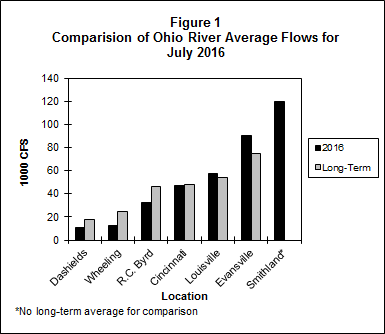 Figure 1
Comparision of Ohio River Average Flows for
July 2016
140
120
100
80
60
40
20
0
1000 CFS
Dashields
Wheeling
R.C. Byrd
Cincinnati
Louisville
Evansville
Smithland*
Location
2016
Long-Term
*No long-term average for comparison